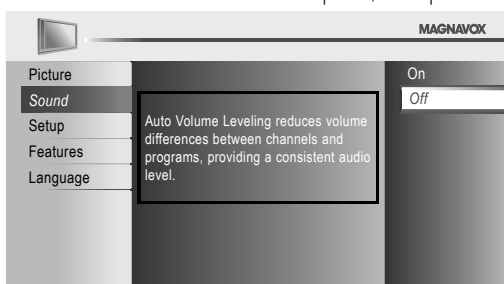 MAGNAVOX
Picture
Sound
Setup
Features
Language
Auto Volume Leveling reduces volume
differences between channels and
programs, providing a consistent audio
level.
On
Off